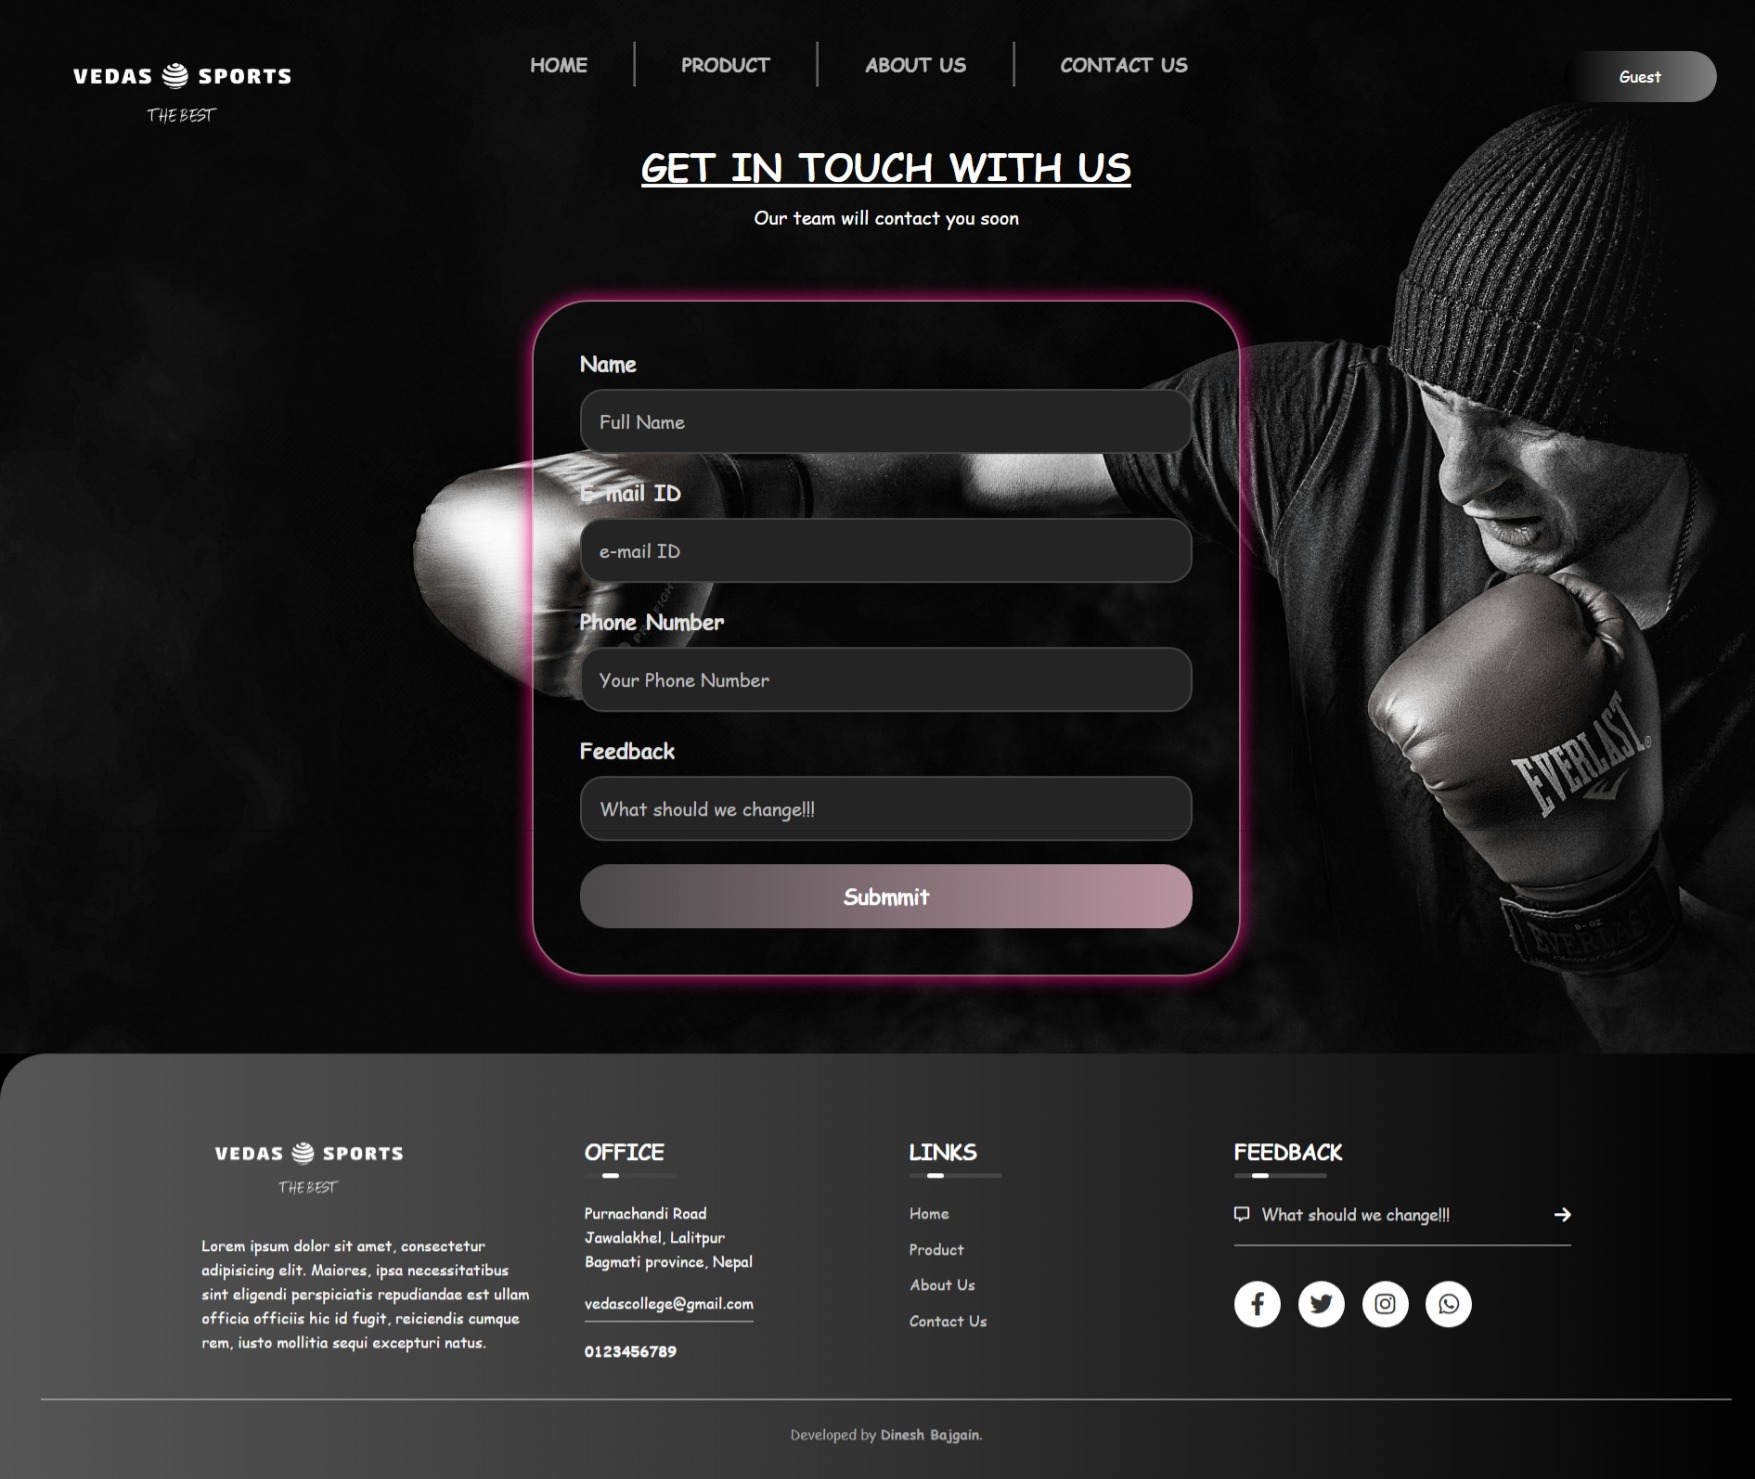 VEDAS SPORTS
THE BEST
HOME
PRODUCT
ABOUT US
CONTACT US
Guest
GET IN TOUCH WITH US
Our team will contact you soon
Name
Full Name
E-mail ID
e-mail ID
Phone Number
Your Phone Number
Feedback
What should we change!!!
Submmit
EVERLAST
EVERLAST
VEDAS SPORTS
THE BEST
Lorem ipsum dolor sit amet, consectetur
adipisicing elit. Maiores, ipsa necessitatibus
sint eligendi perspiciatis repudiandae est ullam
officia officiis hic id fugit, reiciendis cumque
rem, iusto mollitia sequi excepturi natus.
OFFICE
Purnachandi Road
Jawalakhel, Lalitpur
Bagmati province, Nepal
vedascollege@gmail.com
0123456789
LINKS
Home
Product
About Us
Contact Us
FEEDBACK
What should we change!!!
Developed by Dinesh Bajgain.